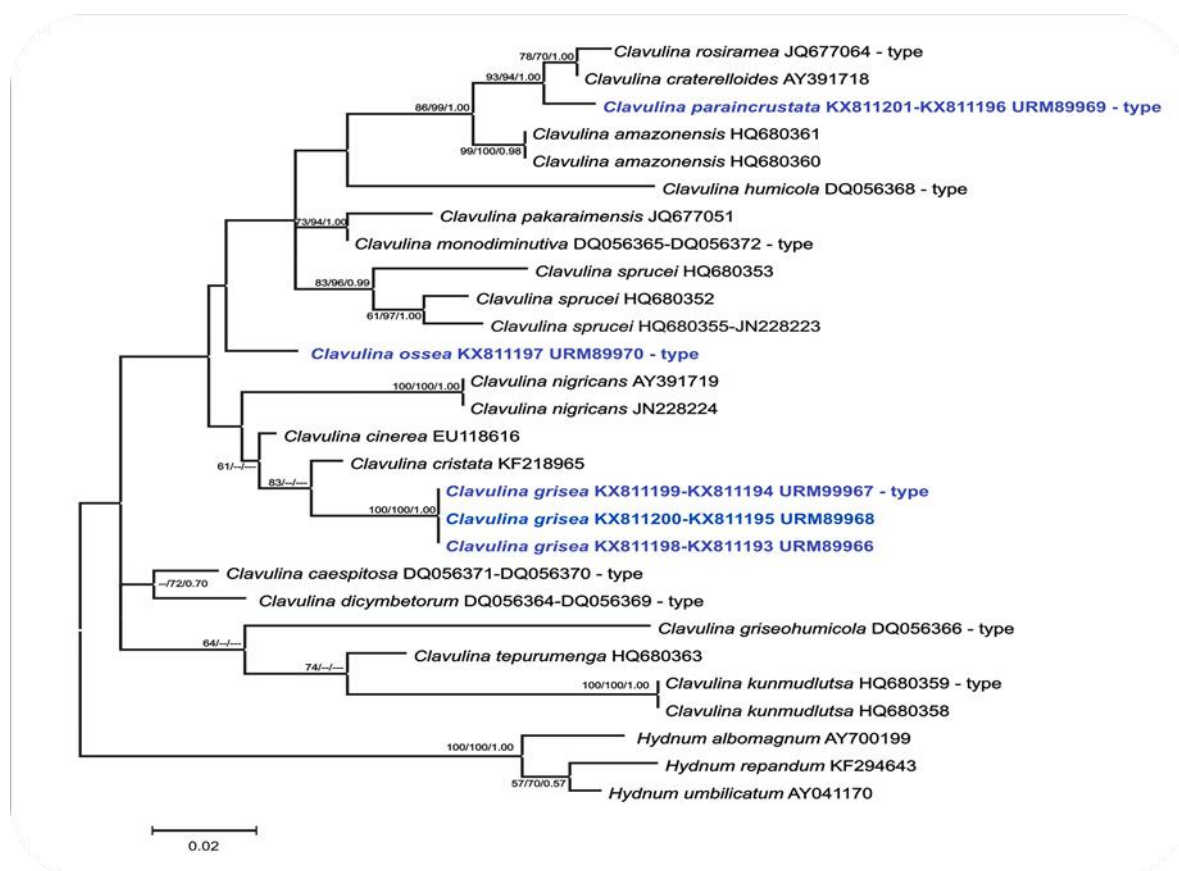 78/70/1.00
Clavulina rosiramea JQ677064 - type
93/94/1.00
Clavulina craterelloides AY391718
86/99/1.00
Clavulina paraincrustata KX811201-KX811196 URM89969 - type
Clavulina amazonensis HQ680361
99/100/0.98
Clavulina amazonensis HQ680360
Clavulina humicola DQ056368 - type
73/94/1.00
Clavulina pakaraimensis JQ677051
Clavulina monodiminutiva DQ056365-DQ056372 - type
Clavulina sprucei HQ680353
83/96/0.99
Clavulina sprucei HQ680352
61/97/1.00
Clavulina sprucei HQ680355-JN228223
Clavulina ossea KX811197 URM89970 - type
100/100/1.00
Clavulina nigricans AY391719
Clavulina nigricans JN228224
Clavulina cinerea EU118616
61/--/---
Clavulina cristata KF218965
83/--/---
Clavulina grisea KX811199-KX811194 URM99967 - type
100/100/1.00
Clavulina grisea KX811200-KX811195 URM89968
Clavulina grisea KX811198-KX811193 URM89966
Clavulina caespitosa DQ056371-DQ056370 - type
--/72/0.70
Clavulina dicymbetorum DQ056364-DQ056369 - type
Clavulina griseohumicola DQ056366 - type
64/--/---
Clavulina tepurumenga HQ680363
74/--/---
100/100/1.00
Clavulina kunmudlutsa HQ680359 - type
Clavulina kunmudlutsa HQ680358
Hydnum albomagnum AY700199
100/100/1.00
Hydnum repandum KF294643
57/70/0.57
Hydnum umbilicatum AY041170
0.02